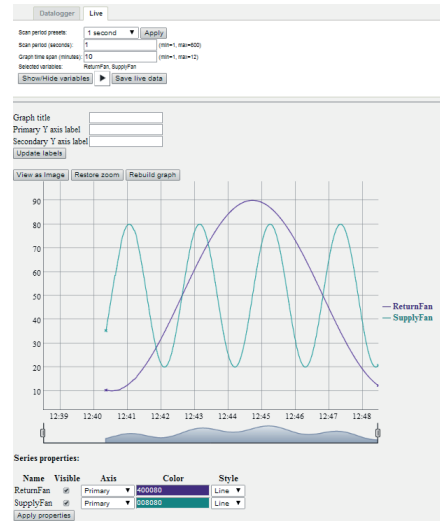 Datalogger Live
Scan period presets: 1 second Apply
Scan period (seconds): 1 (min=1, max=600)
Graph time span (minutes): 10 (min=1, max=12)
Selected variables: ReturnFan, SupplyFan
Show/Hide variables Save live data
Graph title
Primary Y axis label
Secondary Y axis label
Update labels
View as Image Restore zoom Rebuild graph
90
80
70
60
50
40
30
20
10
ReturnFan
SupplyFan
12:39 12:40 12:41 12:42 12:43 12:44 12:45 12:46 12:47 12:48
Series properties:
Name Visible Axis Color Style
ReturnFan Primary 400080 Line
SupplyFan Primary 008080 Line
Apply properties